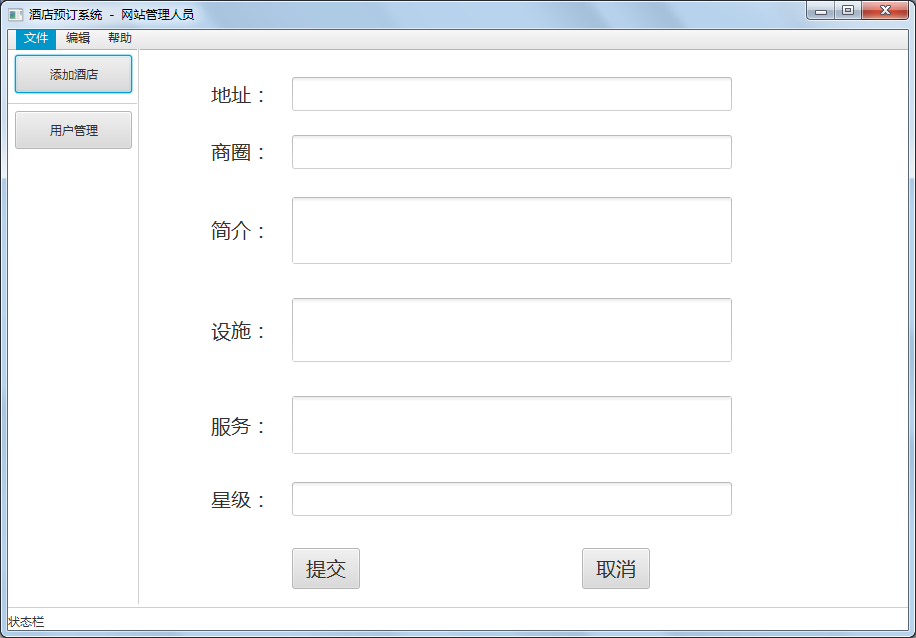 酒店预订系统 - 网站管理人员
文件 编辑 帮助
添加酒店
用户管理
地址：
商圈：
简介：
设施：
服务：
星级：
提交 取消
状态栏